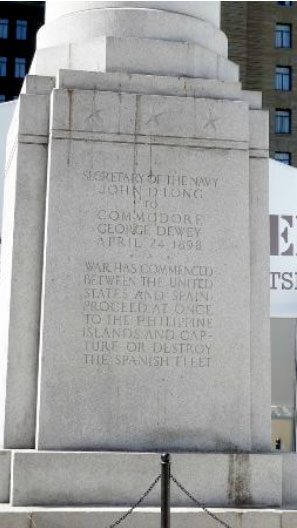 SECRETARY OF THE NAVY
JOHN D LONG
TO
COMMODORE
GEORGE DEWEY
APRIL 24 1898
WAR HAS COMMENCED
BETWEEN THE UNITED
STATES AND SPAIN
PROCEED AT ONCE
TO THE PHILIPPINE
ISLANDS AND CAP-
TURE OR DESTROY
THE SPANISH FLEET